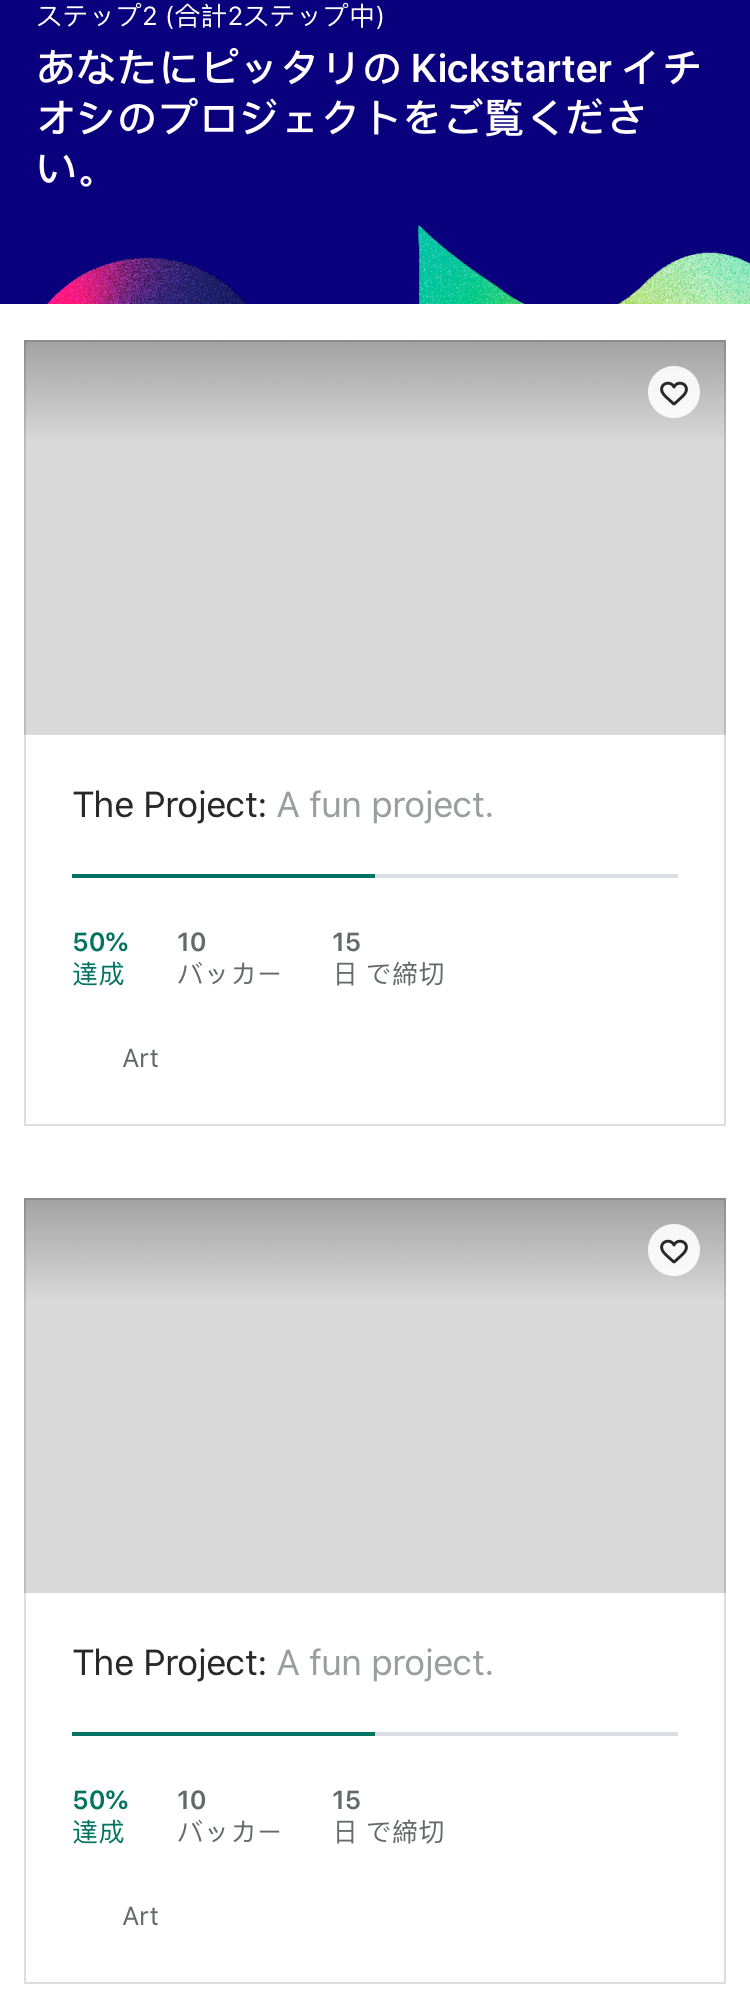 ステップ2 (合計2ステップ中)
あなたにピッタリの Kickstarter イチ
オシのプロジェクトをご覧くださ
い。
The Project: A fun project.
50% 10 15
達成 バッカー 日 で締切
Art
The Project: A fun project.
50% 10 15
達成 バッカー 日 で締切
Art